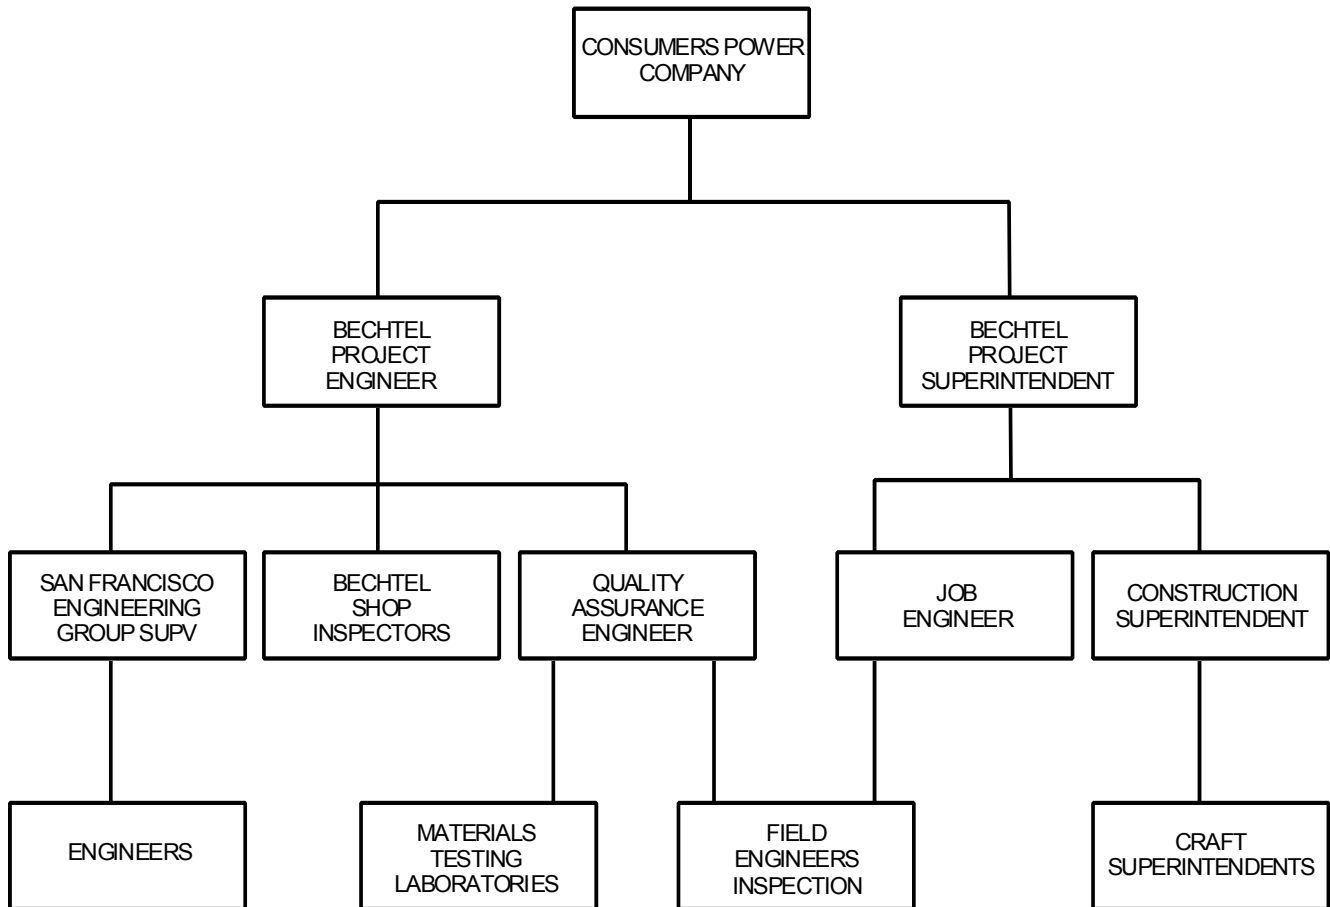 CONSUMERS POWER
COMPANY
BECHTEL
PROJECT
ENGINEER
BECHTEL
PROJECT
SUPERINTENDENT
SAN FRANCISCO
ENGINEERING
GROUP SUPV
BECHTEL
SHOP
INSPECTORS
QUALITY
ASSURANCE
ENGINEER
JOB
ENGINEER
CONSTRUCTION
SUPERINTENDENT
ENGINEERS
MATERIALS
TESTING
LABORATORIES
FIELD
ENGINEERS
INSPECTION
CRAFT
SUPERINTENDENTS